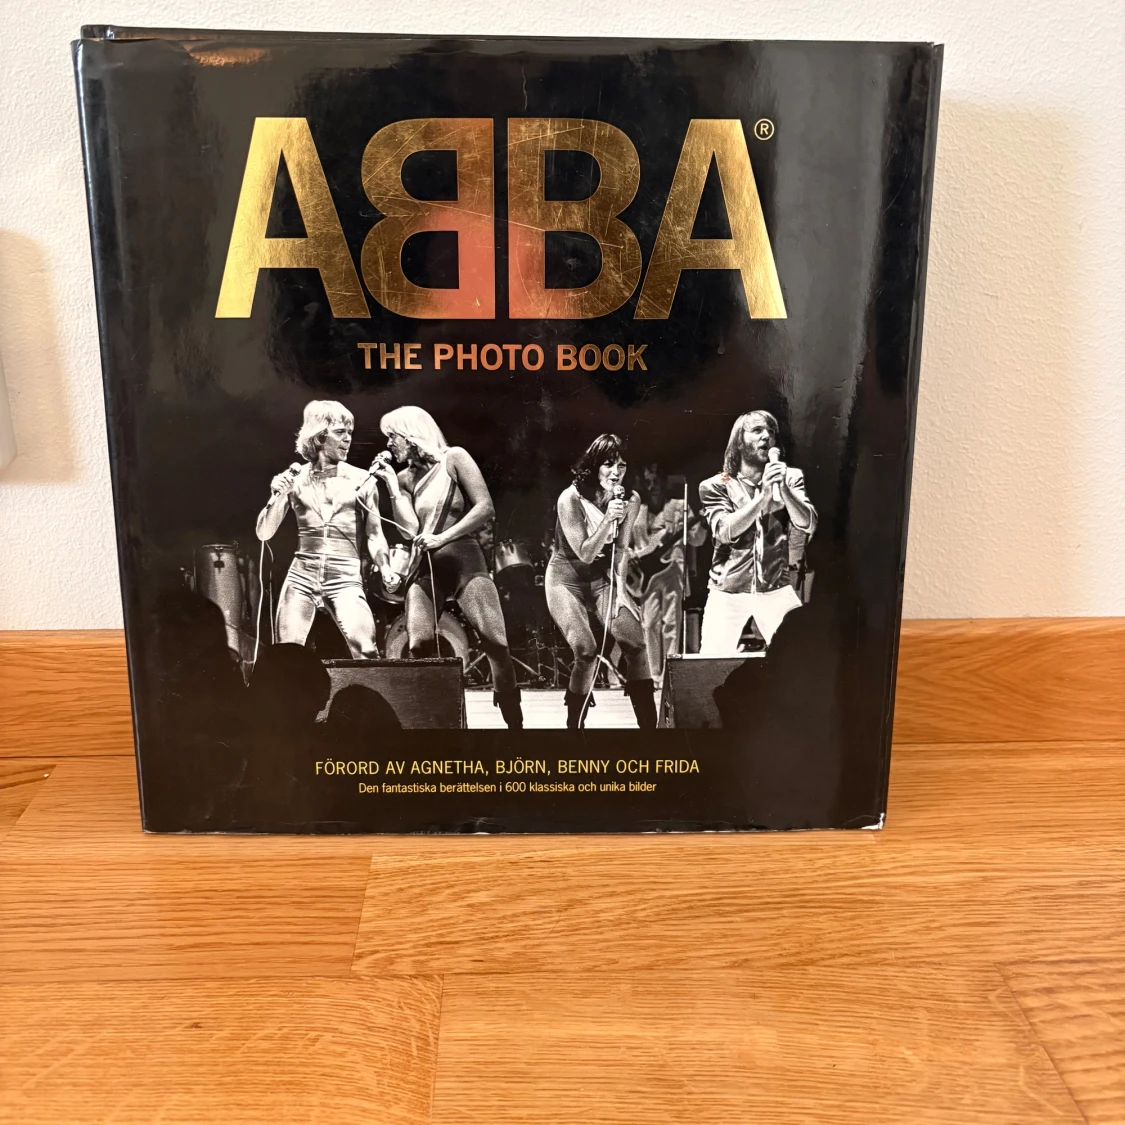 ABBA®
THE PHOTO BOOK
FÖRORD AV AGNETHA, BJÖRN, BENNY OCH FRIDA
Den fantastiska berättelsen i 600 klassiska och unika bilder